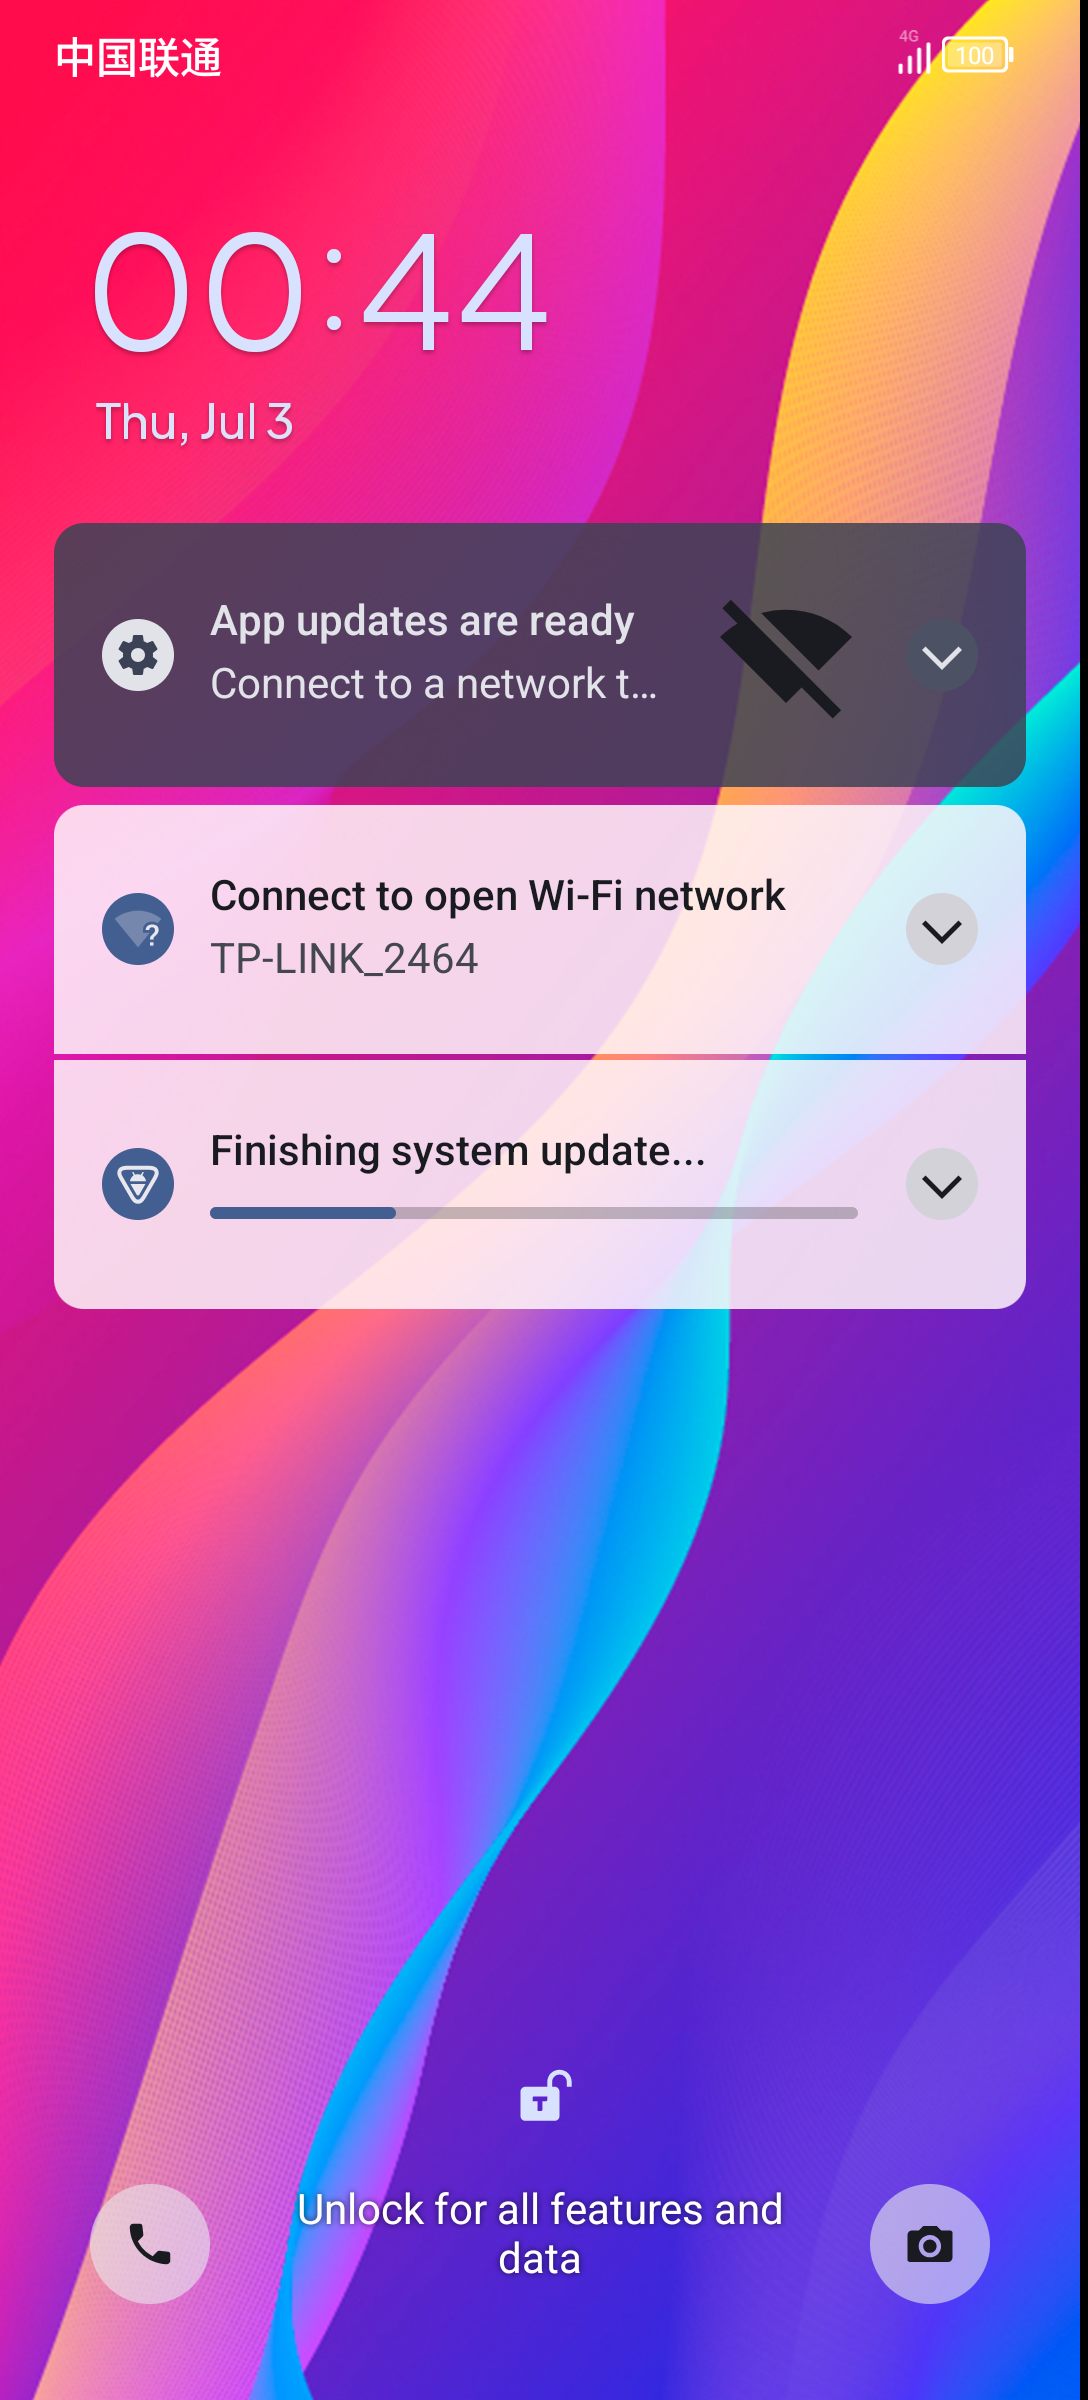 中国联通
4G
100
00:44
Thu, Jul 3
App updates are ready
Connect to a network t…
Connect to open Wi-Fi network
TP-LINK_2464
Finishing system update...
Unlock for all features and
data